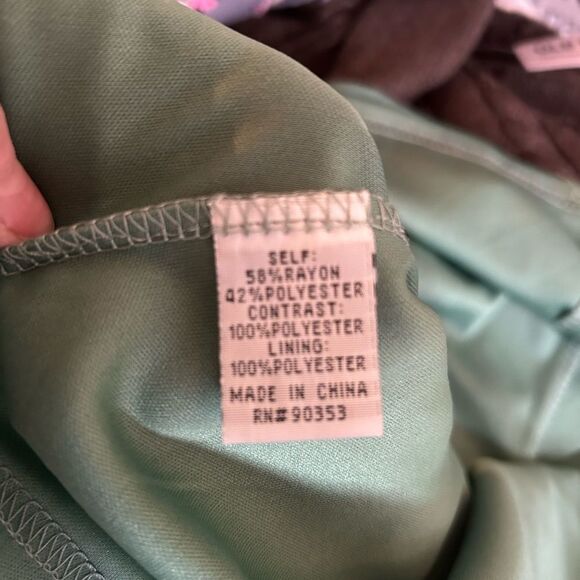 SELF:
58%RAYON
42%POLYESTER
CONTRAST:
100%POLYESTER
LINING:
100%POLYESTER
MADE IN CHINA
RN#90353